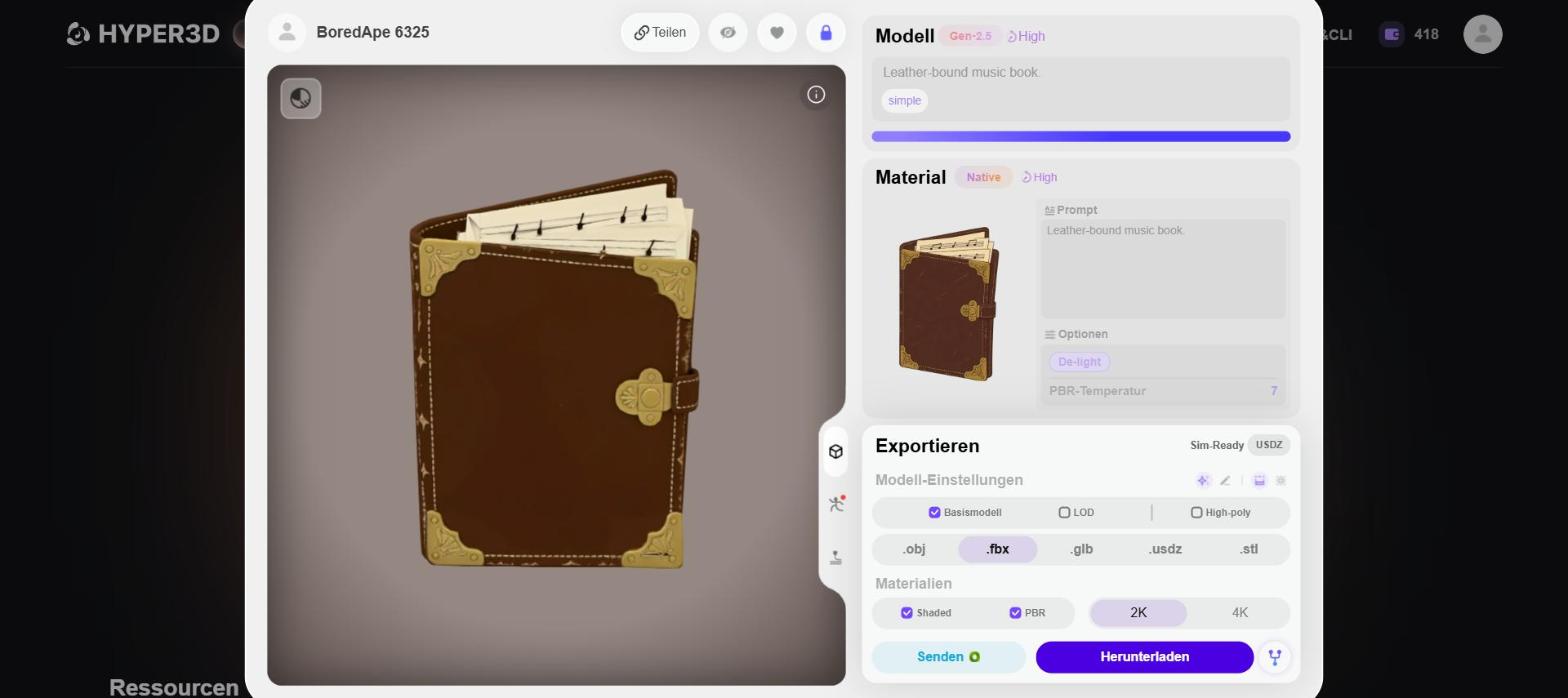 HYPER3D
BoredApe 6325
Teilen
Modell Gen-2.5 High
Leather-bound music book.
simple
Material Native High
Prompt
Leather-bound music book.
Optionen
De-light
PBR-Temperatur 7
Exportieren Sim-Ready USDZ
Modell-Einstellungen
Basismodell LOD High-poly
.obj .fbx .glb .usdz .stl
Materialien
Shaded PBR 2K 4K
Senden Herunterladen
&CLI 418
Ressourcen